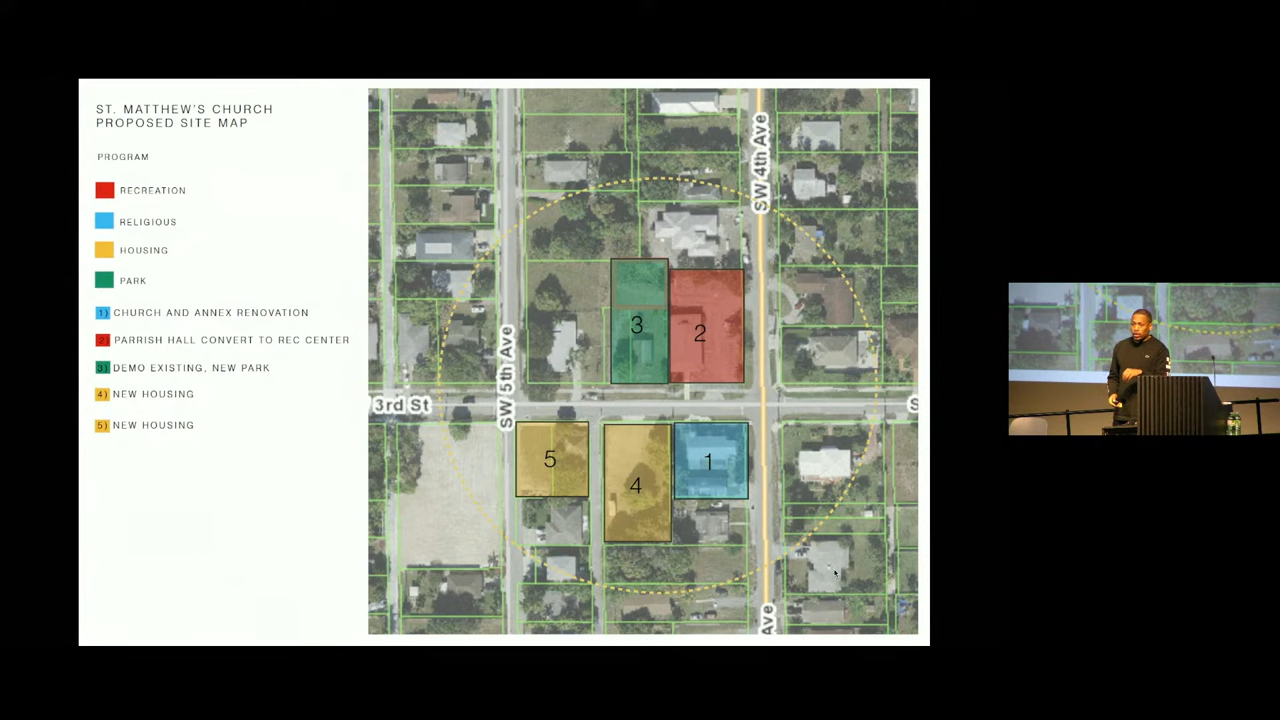 ST. MATTHEW'S CHURCH
PROPOSED SITE MAP
PROGRAM
RECREATION
RELIGIOUS
HOUSING
PARK
1) CHURCH AND ANNEX RENOVATION
2) PARRISH HALL CONVERT TO REC CENTER
3) DEMO EXISTING, NEW PARK
4) NEW HOUSING
5) NEW HOUSING
SW 4th Ave
SW 5th Ave
3rd St
S
3
2
5
4
1
Ave